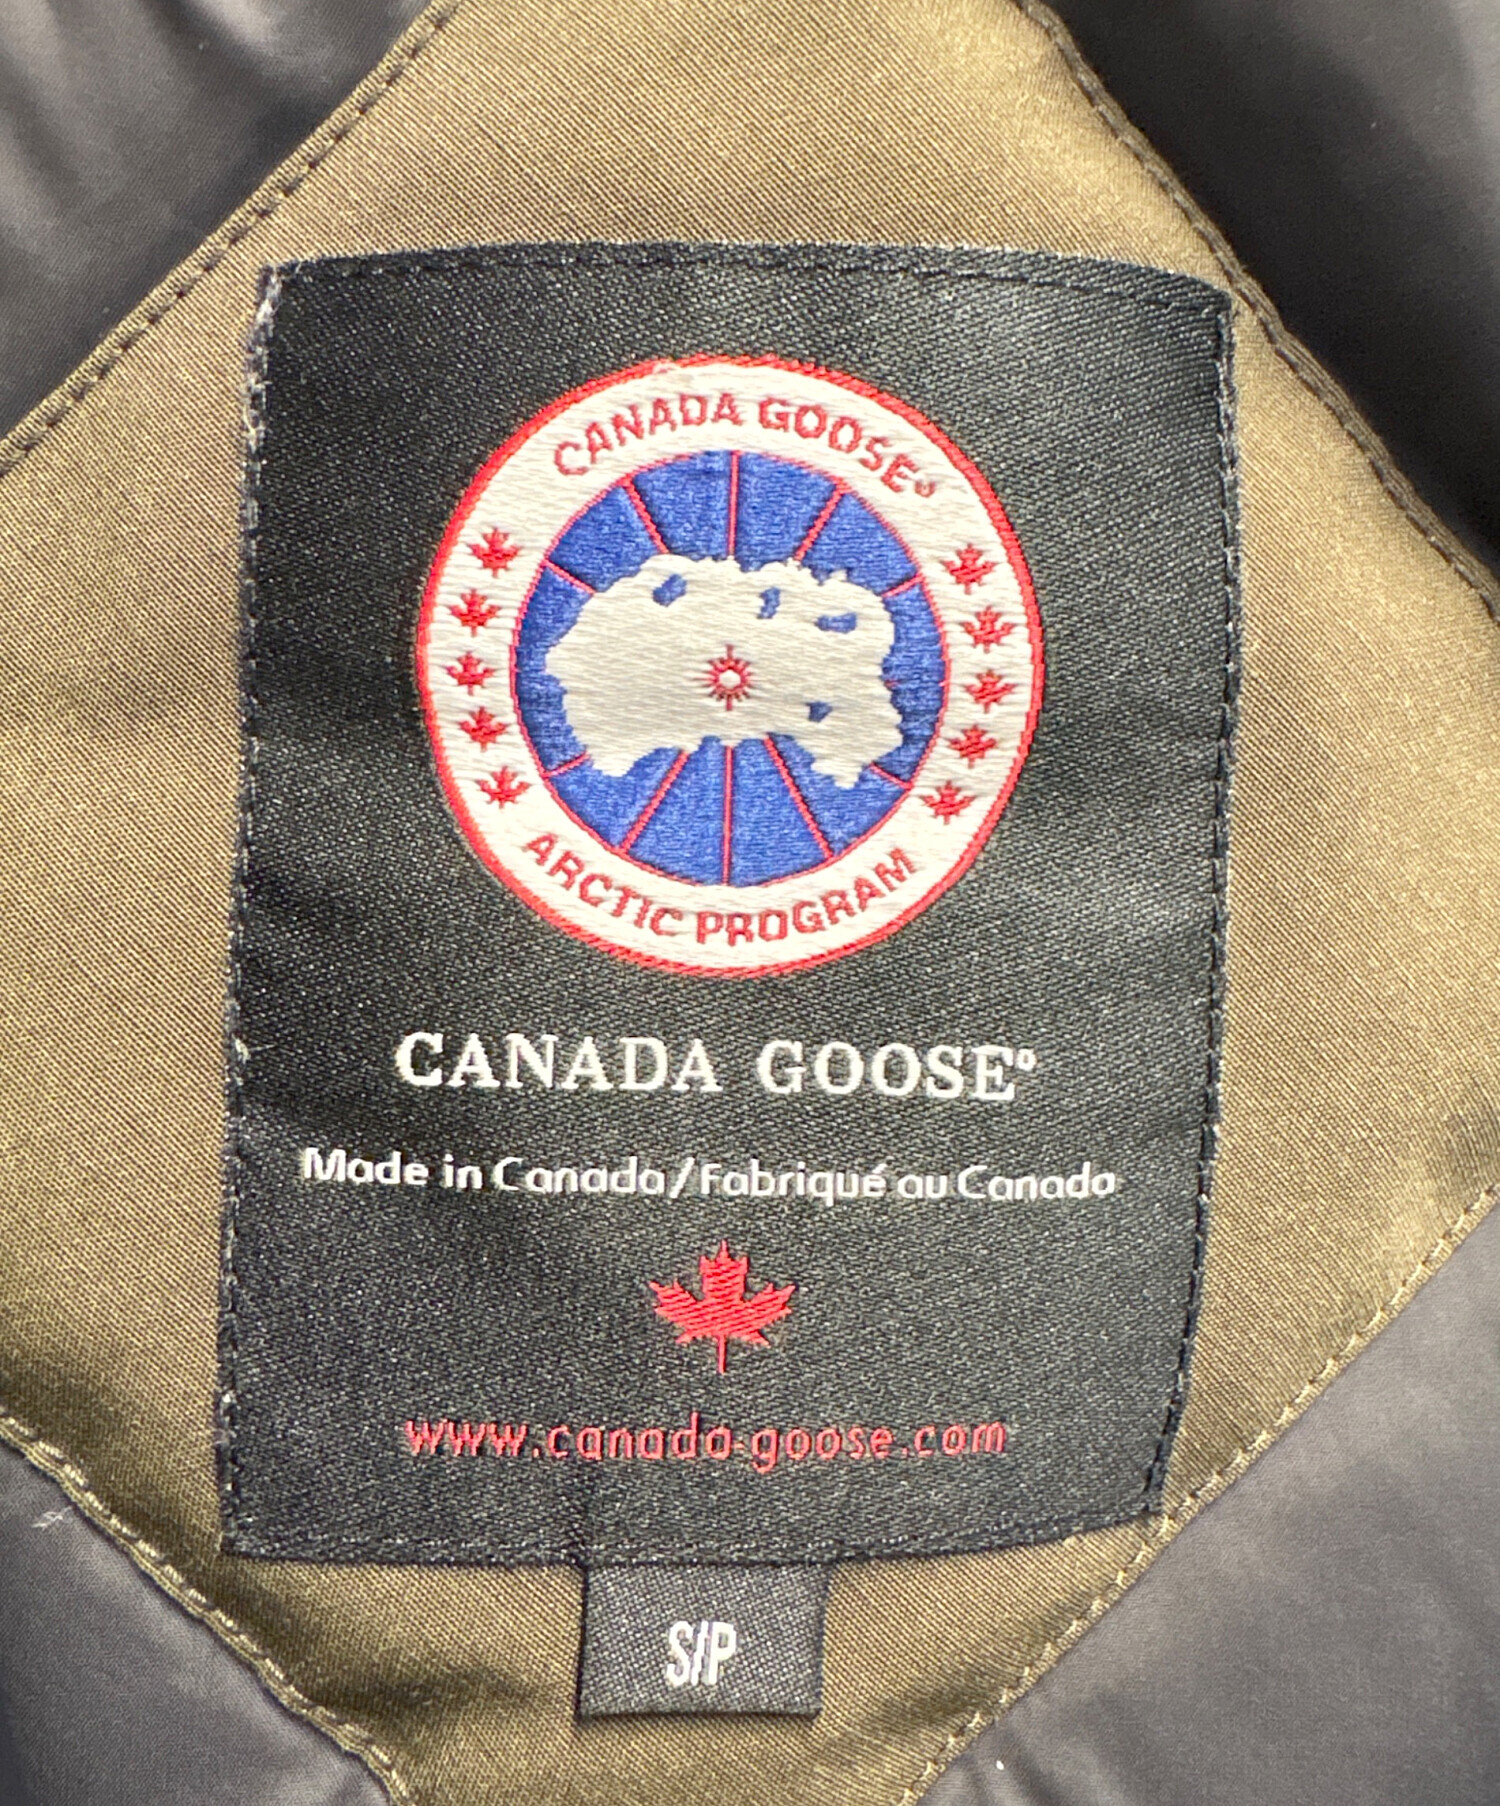 CANADA GOOSE®
ARCTIC PROGRAM
CANADA GOOSE®
Made in Canada/Fabriqué au Canada
www.canada-goose.com
S/P